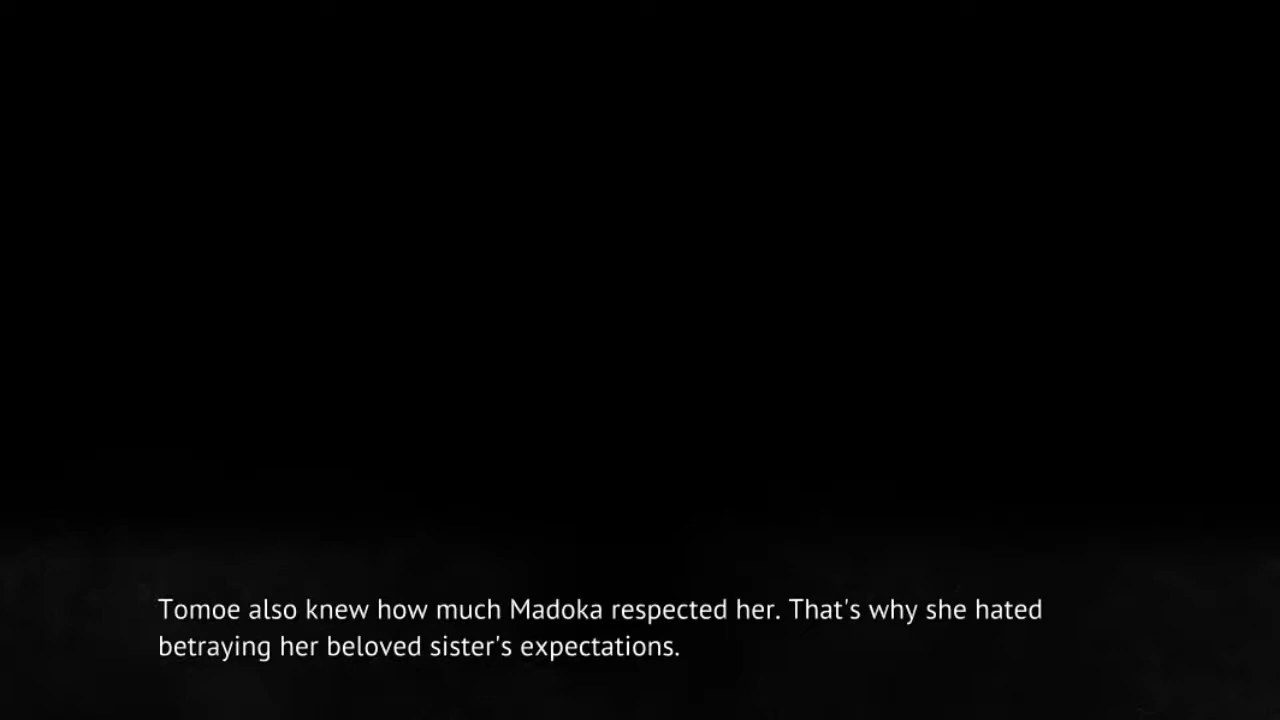 Tomoe also knew how much Madoka respected her. That's why she hated
betraying her beloved sister's expectations.